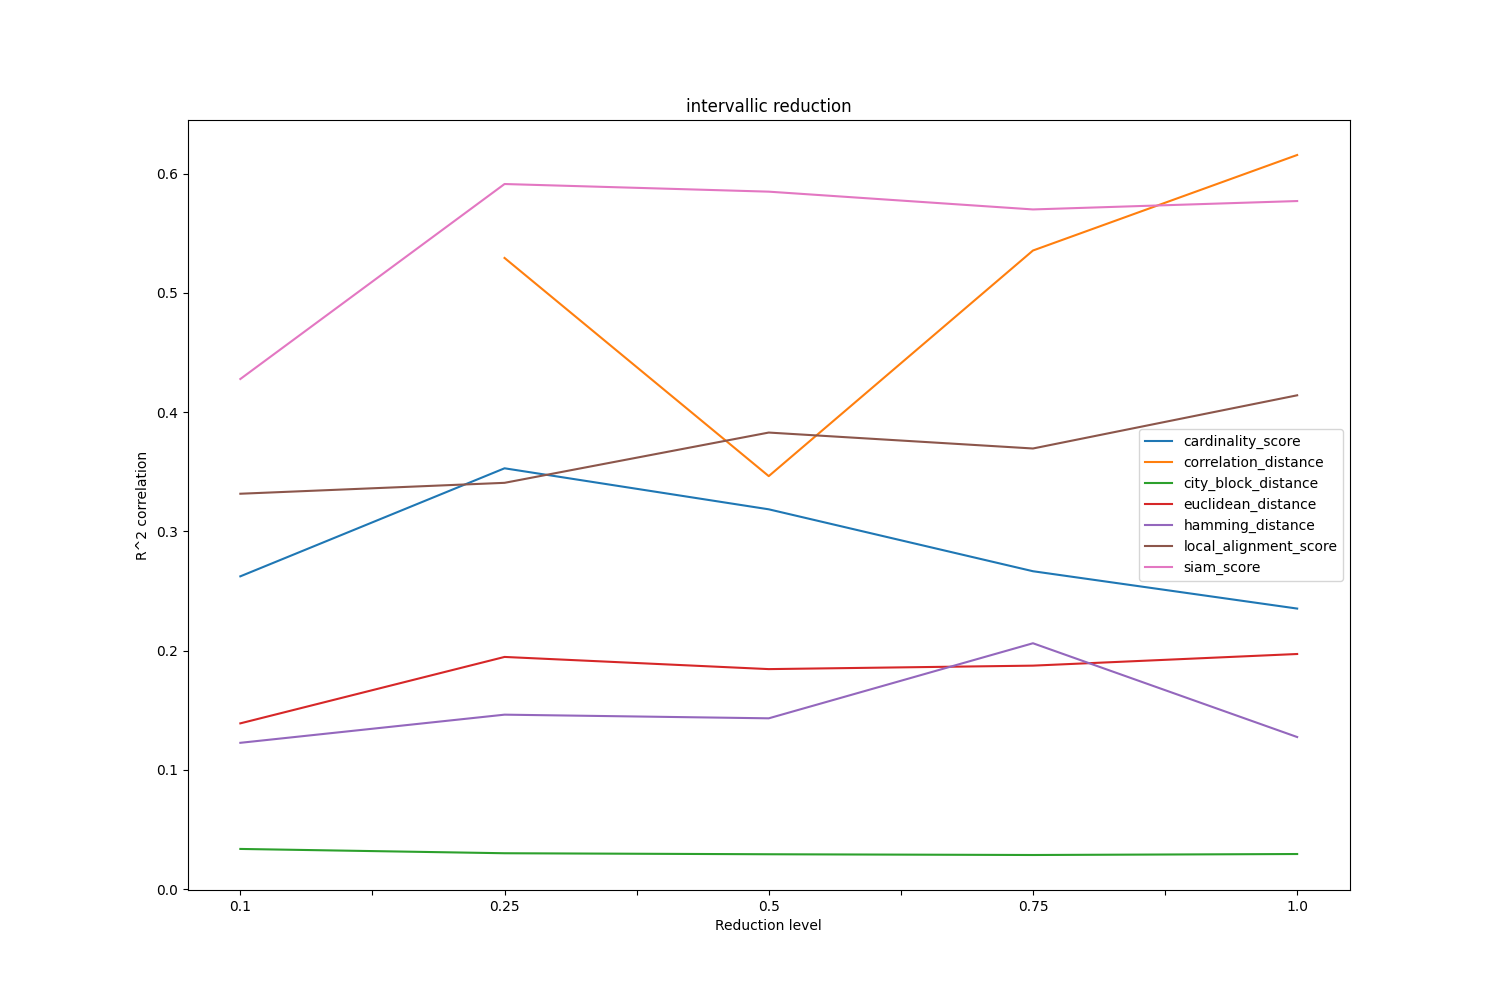 intervallic reduction
R^2 correlation
0.6
0.5
0.4
0.3
0.2
0.1
0.0
cardinality_score
correlation_distance
city_block_distance
euclidean_distance
hamming_distance
local_alignment_score
siam_score
0.1 0.25 0.5 0.75 1.0
Reduction level